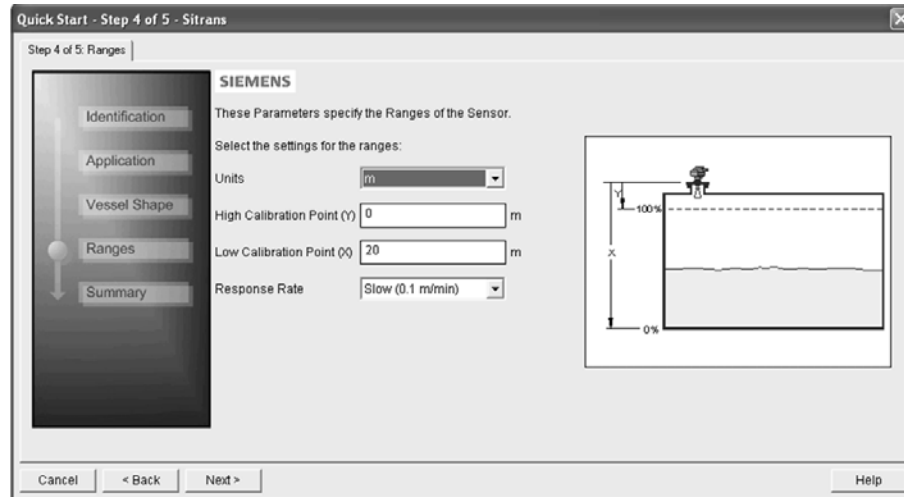 Quick Start - Step 4 of 5 - Sitrans
Step 4 of 5: Ranges
SIEMENS
Identification
Application
Vessel Shape
Ranges
Summary
These Parameters specify the Ranges of the Sensor.
Select the settings for the ranges:
Units m
High Calibration Point (Y) 0 m
Low Calibration Point (X) 20 m
Response Rate Slow (0.1 m/min)
Y
100%
X
0%
Cancel < Back Next > Help